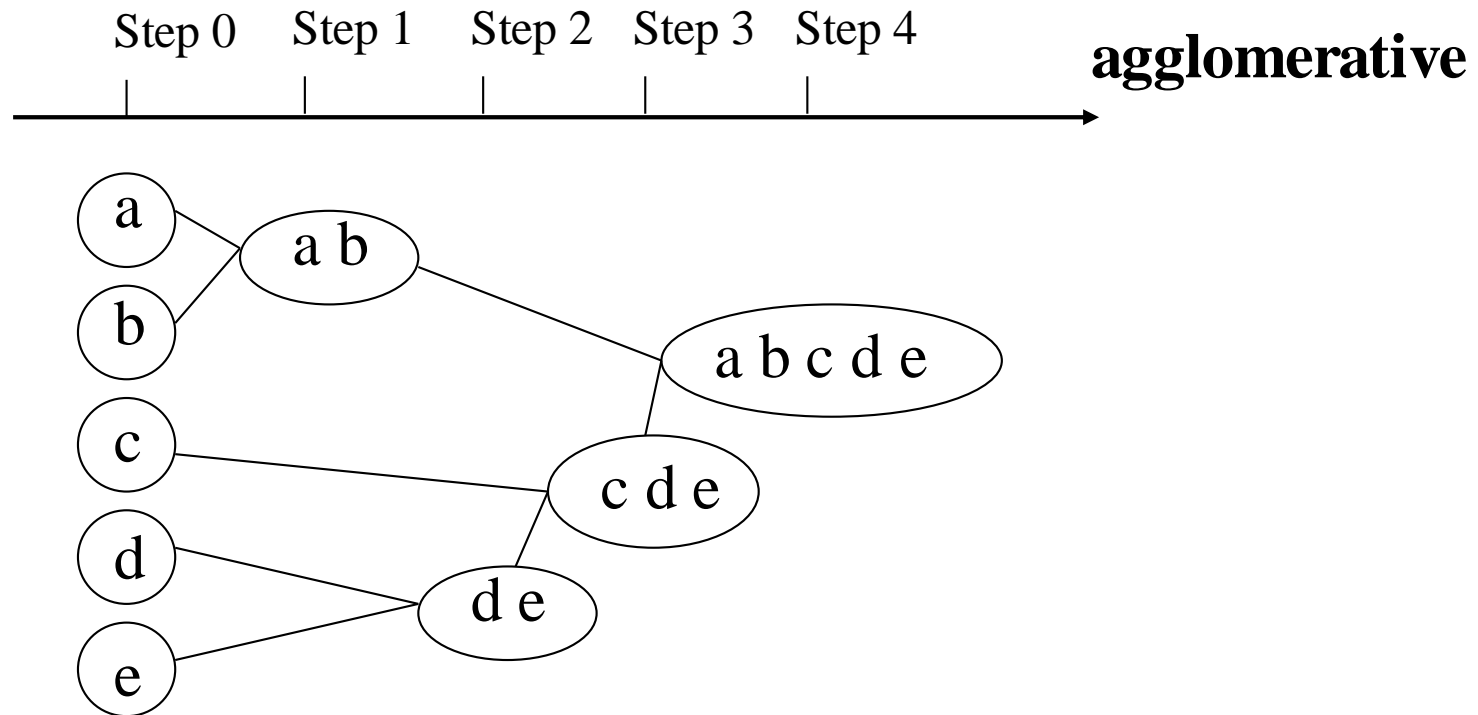 Step 0 Step 1 Step 2 Step 3 Step 4
agglomerative
a
a b
b
a b c d e
c
c d e
d
d e
e